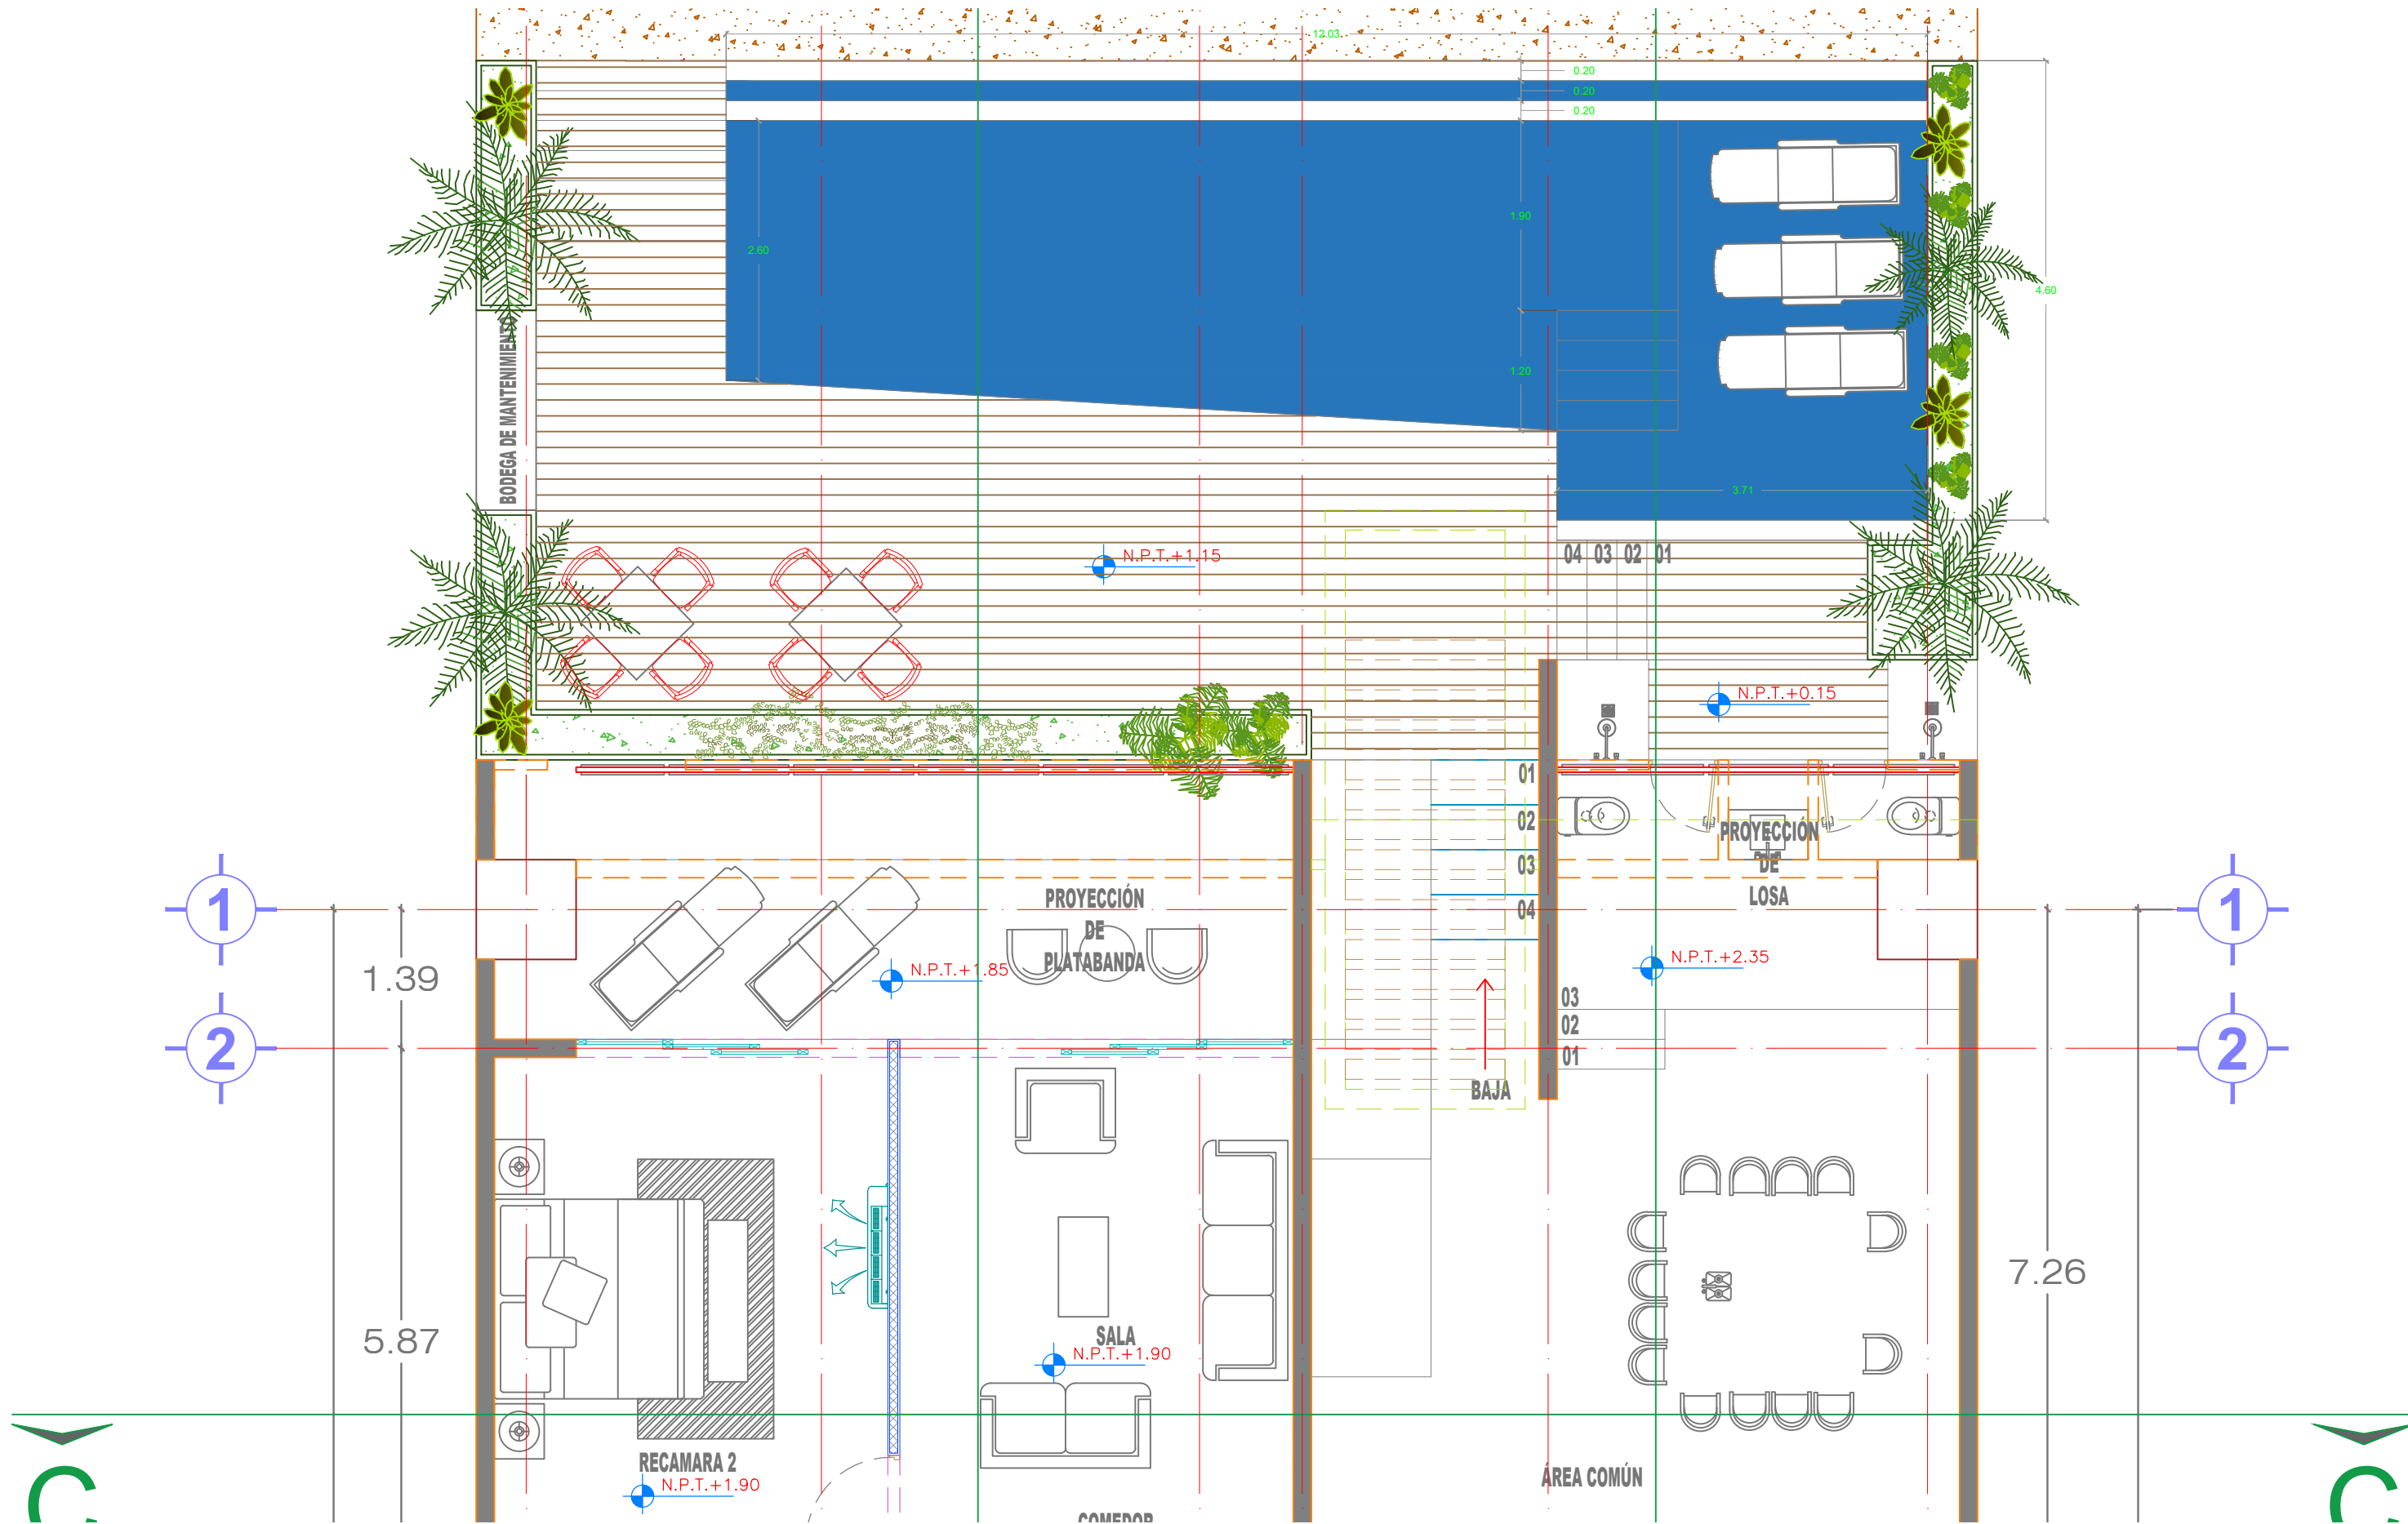 12.03
0.20
0.20
0.20
1.90
2.60
4.60
1.20
BODEGA DE MANTENIMIENTO
3.71
N.P.T.+1.15
04 03 02 01
N.P.T.+0.15
01
02
03
04
PROYECCIÓN
DE
LOSA
PROYECCIÓN
DE
PLATABANDA
1
1
1.39
N.P.T.+1.85
N.P.T.+2.35
03
02
01
2
2
BAJA
7.26
5.87
SALA
N.P.T.+1.90
RECAMARA 2
N.P.T.+1.90
ÁREA COMÚN
C
C
COMEDOR